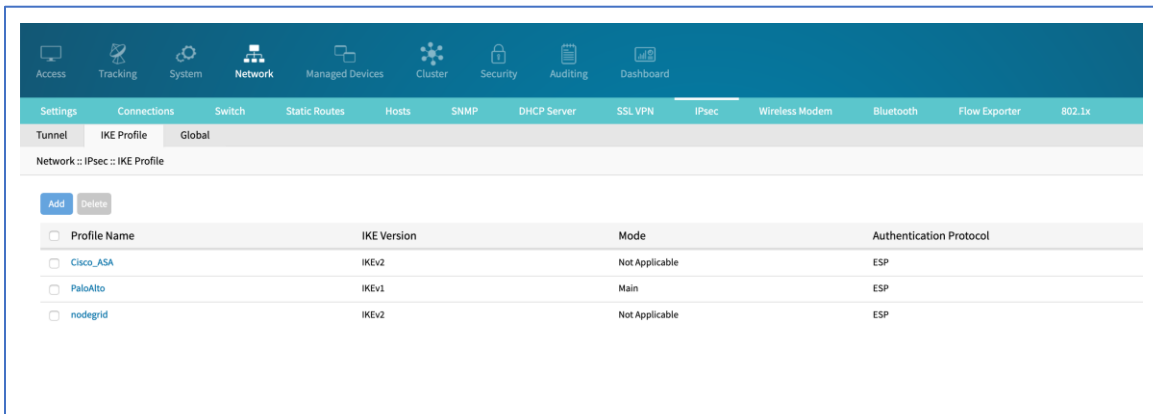 Access Tracking System Network Managed Devices Cluster Security Auditing Dashboard
Settings Connections Switch Static Routes Hosts SNMP DHCP Server SSL VPN IPsec Wireless Modem Bluetooth Flow Exporter 802.1x
Tunnel IKE Profile Global
Network :: IPsec :: IKE Profile
Add Delete
Profile Name IKE Version Mode Authentication Protocol
Cisco_ASA IKEv2 Not Applicable ESP
PaloAlto IKEv1 Main ESP
nodegrid IKEv2 Not Applicable ESP